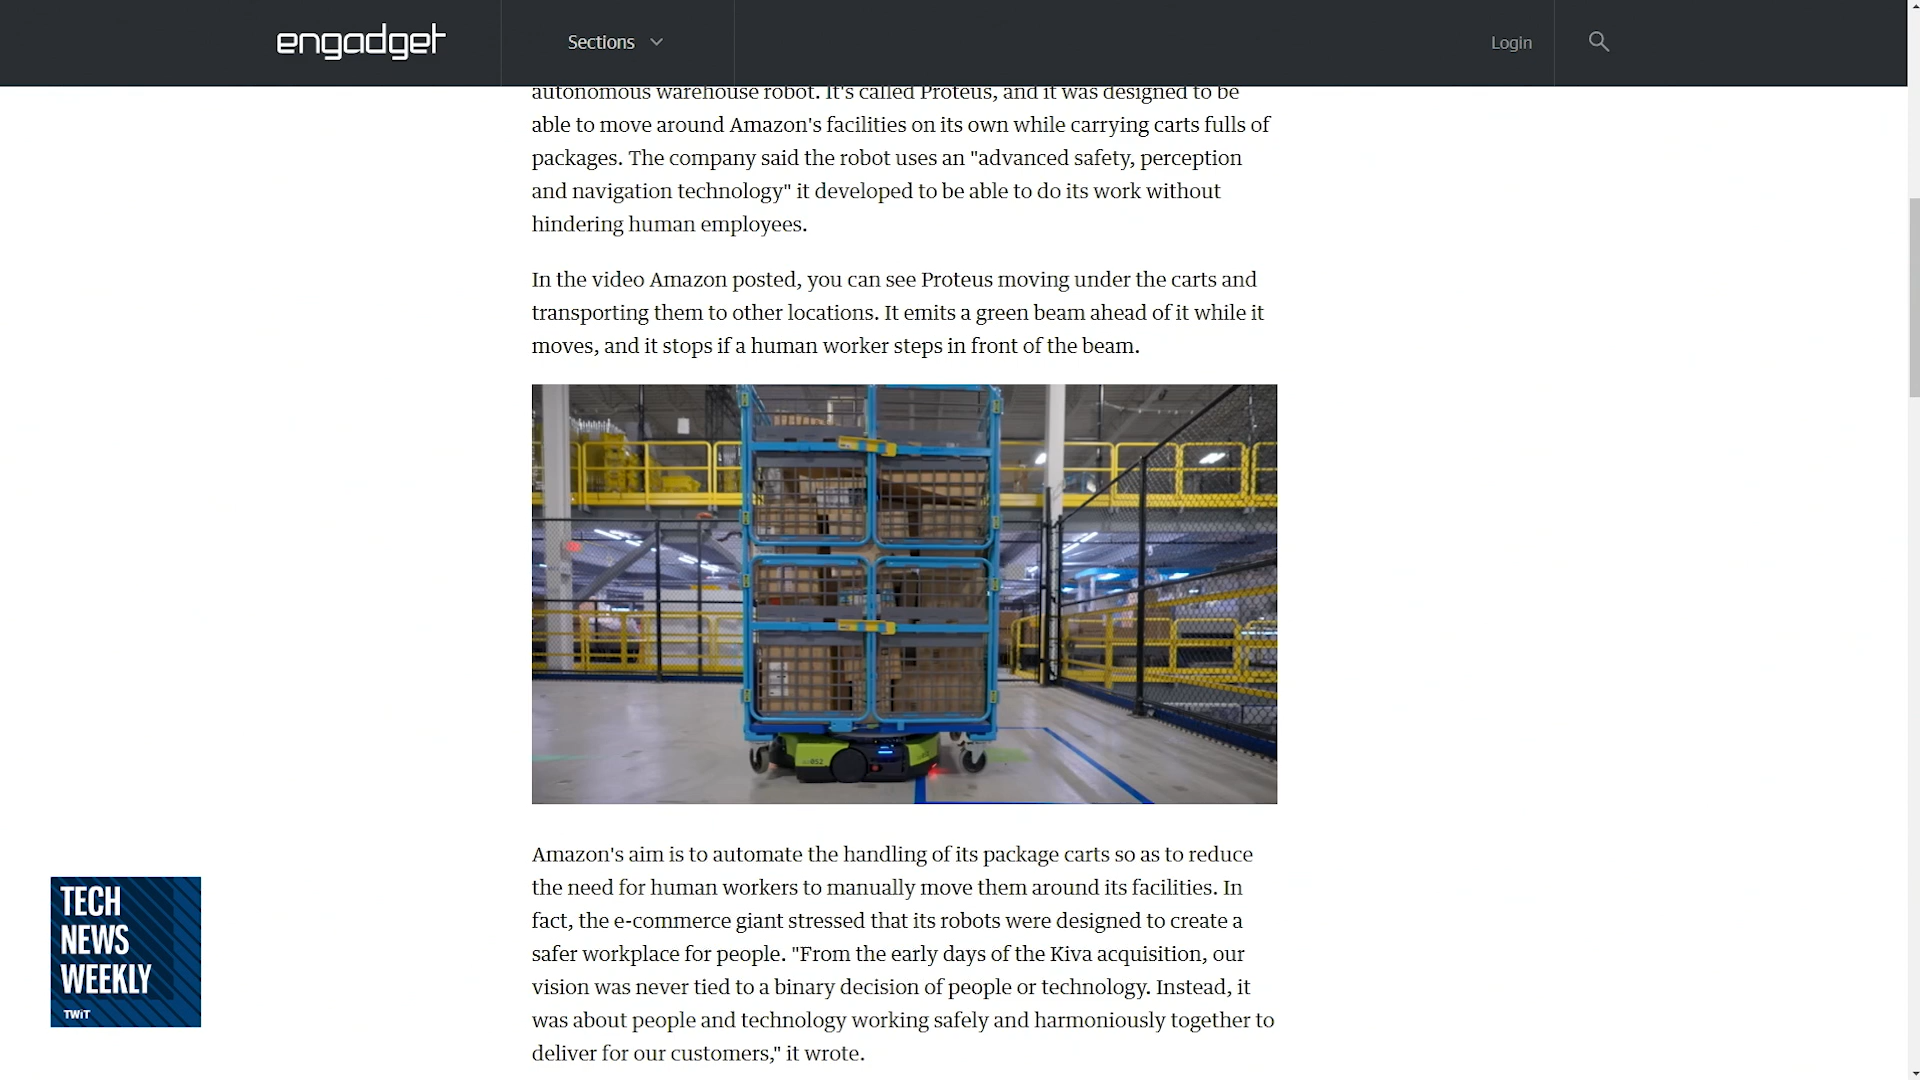 engadget
Sections
Login
autonomous warehouse robot. It's called Proteus, and it was designed to be
able to move around Amazon's facilities on its own while carrying carts fulls of
packages. The company said the robot uses an "advanced safety, perception
and navigation technology" it developed to be able to do its work without
hindering human employees.
In the video Amazon posted, you can see Proteus moving under the carts and
transporting them to other locations. It emits a green beam ahead of it while it
moves, and it stops if a human worker steps in front of the beam.
Amazon's aim is to automate the handling of its package carts so as to reduce
the need for human workers to manually move them around its facilities. In
fact, the e-commerce giant stressed that its robots were designed to create a
safer workplace for people. "From the early days of the Kiva acquisition, our
vision was never tied to a binary decision of people or technology. Instead, it
was about people and technology working safely and harmoniously together to
deliver for our customers," it wrote.
TECH
NEWS
WEEKLY
TWiT